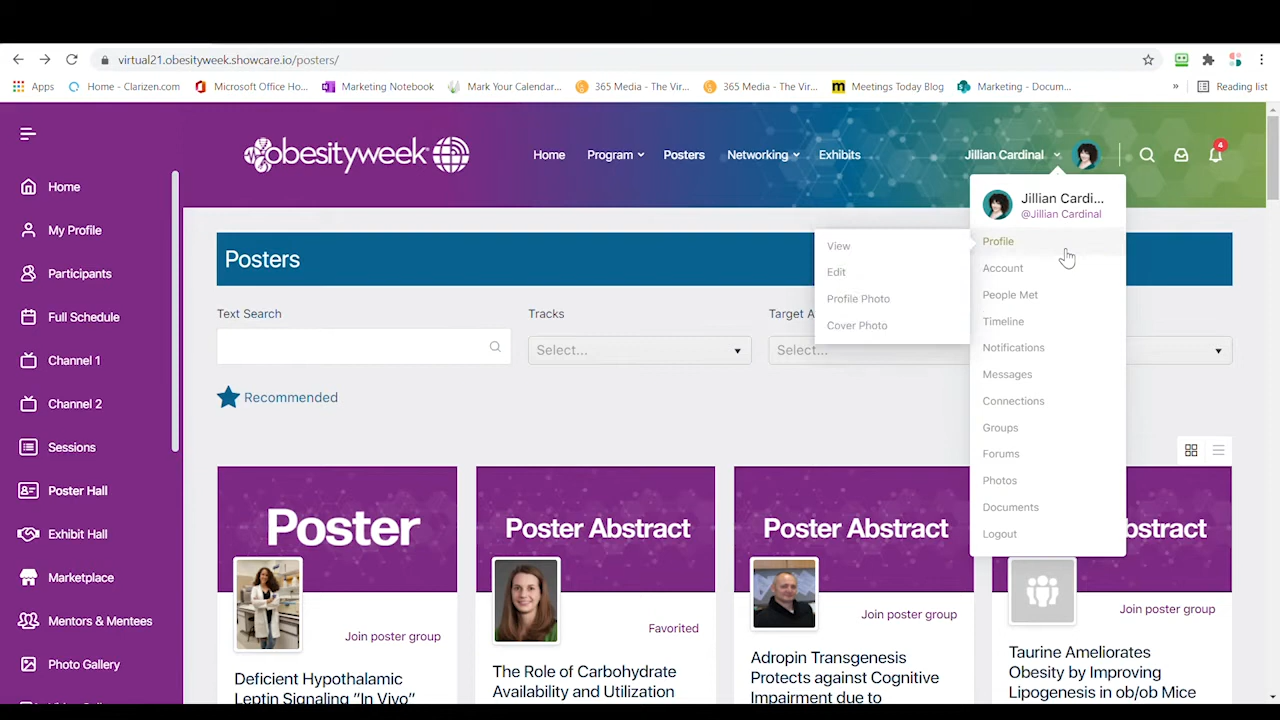 virtual21.obesityweek.showcare.io/posters/
Apps
Home - Clarizen.com
Microsoft Office Ho...
Marketing Notebook
Mark Your Calendar...
365 Media - The Vir...
365 Media - The Vir...
Meetings Today Blog
Marketing - Docum...
»
Reading list
obesityweek
Home
Program
Posters
Networking
Exhibits
Jillian Cardinal
4
Home
My Profile
Participants
Full Schedule
Channel 1
Channel 2
Sessions
Poster Hall
Exhibit Hall
Marketplace
Mentors & Mentees
Photo Gallery
Jillian Cardi...
@Jillian Cardinal
Profile
Account
People Met
Timeline
Notifications
Messages
Connections
Groups
Forums
Photos
Documents
Logout
View
Edit
Profile Photo
Cover Photo
Posters
Text Search
Tracks
Target A
Select...
Select...
Recommended
Poster
Join poster group
Deficient Hypothalamic
Leptin Signaling "In Vivo"
Poster Abstract
Favorited
The Role of Carbohydrate
Availability and Utilization
Poster Abstract
Join poster group
Adropin Transgenesis
Protects against Cognitive
Impairment due to
bstract
Join poster group
Taurine Ameliorates
Obesity by Improving
Lipogenesis in ob/ob Mice